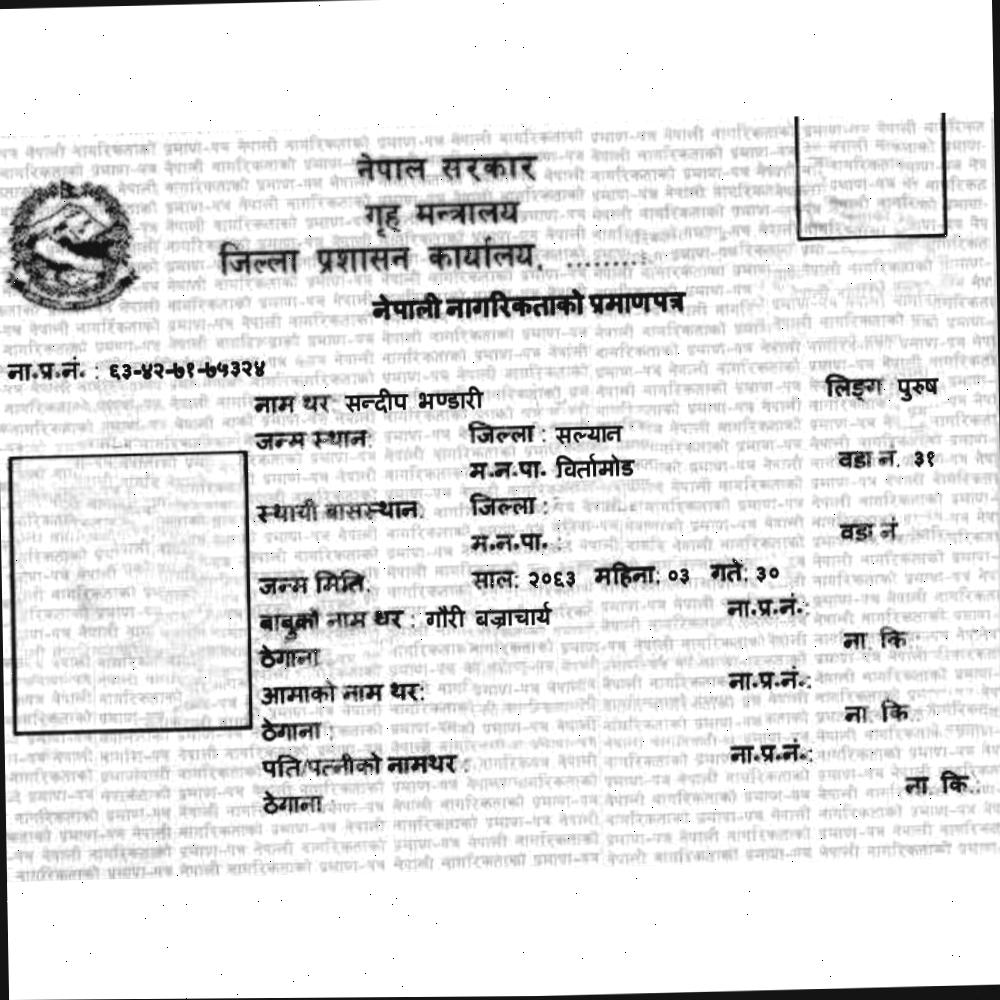 नेपाल सरकार
गृह मन्त्रालय
जिल्ला प्रशासन कार्यालय, .........
नेपाली नागरिकताको प्रमाणपत्र
ना.प्र.नं. : ६३-४२-७१-७५३२४
लिङ्ग पुरुष
नाम थर सन्दीप भण्डारी
जन्म स्थान: जिल्ला : सल्यान
म.न.पा. विर्तामोड वडा नं. ३१
स्थायी बासस्थान: जिल्ला :
म.न.पा. : वडा नं
जन्म मिति: साल: २०६३ महिना: ०३ गते: ३०
बाबुको नाम थर : गौरी बज्राचार्य ना.प्र.नं.:
ठेगाना ना. कि.:
आमाको नाम थर: ना.प्र.नं.:
ठेगाना : ना. कि.:
पति/पत्नीको नामथर : ना.प्र.नं.:
ठेगाना : ना. कि.: